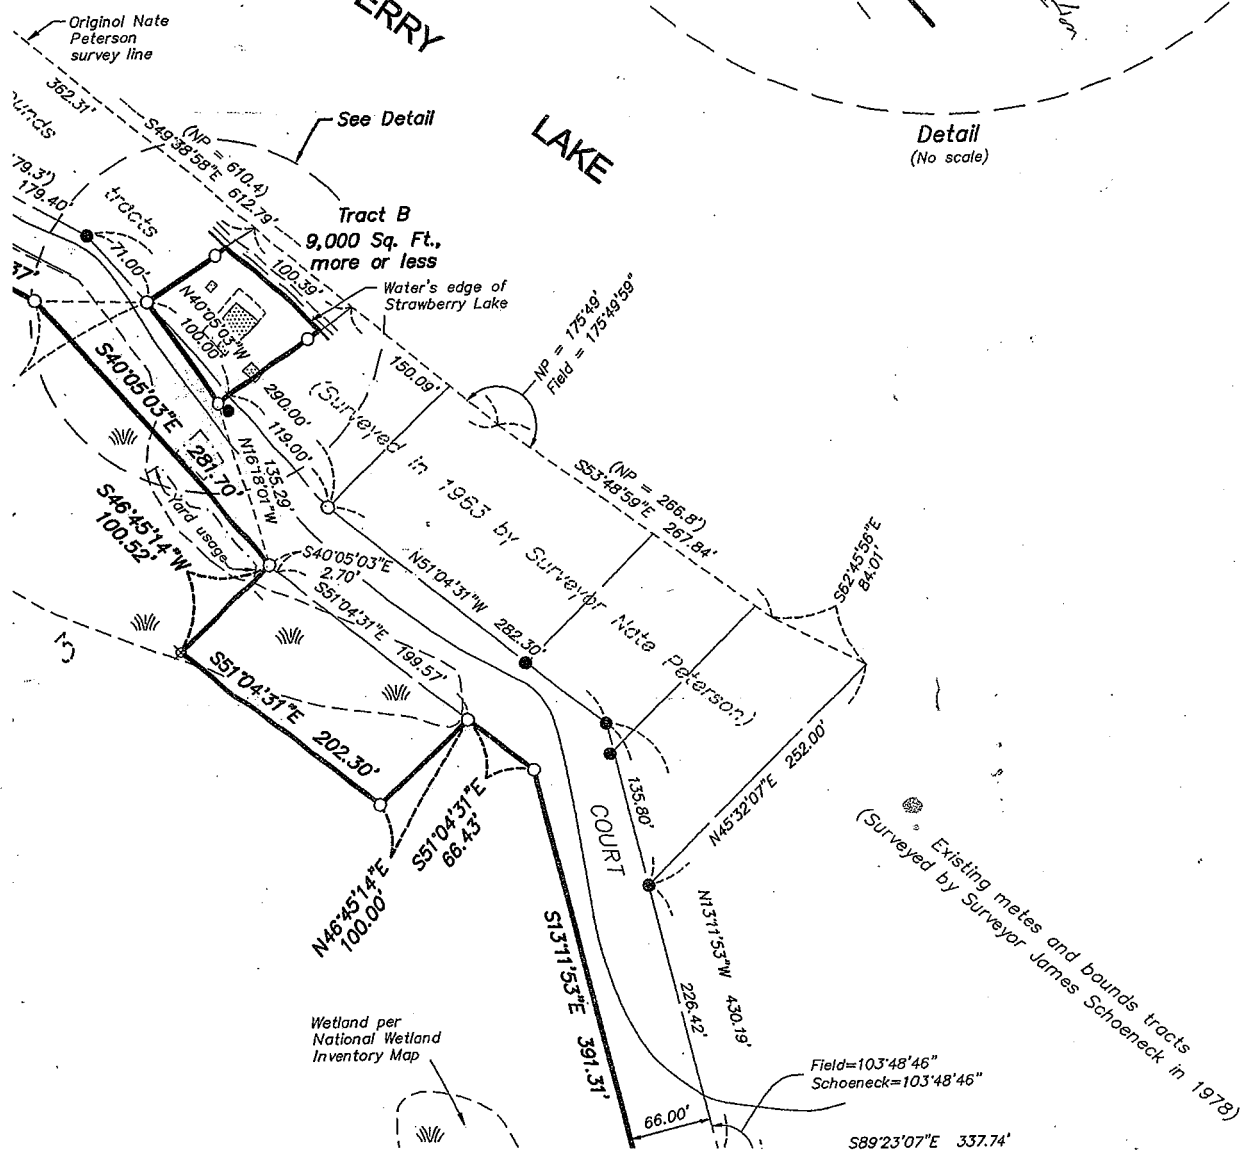 ERRY
LAKE
Original Nate
Peterson
survey line
362.31'
(NP = 610.4)
S49°38'58"E 612.79'
See Detail
Detail
(No scale)
79.3')
179.40'
tracts
71.00'
37'
Tract B
9,000 Sq. Ft.,
more or less
Water's edge of
Strawberry Lake
100.39'
N40°05'03"W
100.00'
150.09'
NP = 175°49'
Field = 175°49'59"
S40°05'03"E
281.70'
290.00'
119.00'
N16°18'01"W
135.29'
(Surveyed in 1953 by Surveyor Nate Peterson)
(NP = 266.8')
S53°48'59"E 267.84'
S62°45'56"E
84.01'
S46°45'14"W
100.52'
Yard usage
S40°05'03"E
2.70'
S51°04'31"E 199.57'
N51°04'31"W 282.30'
3
S51°04'31"E 202.30'
N46°45'14"E
100.00'
S51°04'31"E
66.43'
COURT
135.80'
N45°32'07"E 252.00'
Existing metes and bounds tracts
(Surveyed by Surveyor James Schoeneck in 1978)
S13°11'53"E 391.31'
N13°11'53"W 430.19'
226.42'
Wetland per
National Wetland
Inventory Map
Field=103°48'46"
Schoeneck=103°48'46"
66.00'
S89°23'07"E 337.74'